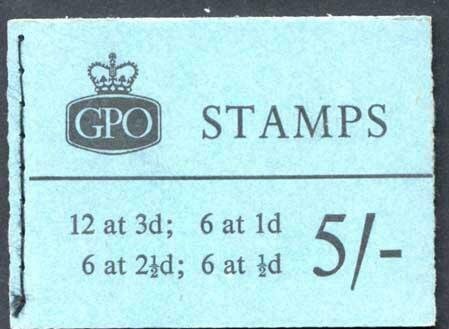 GPO STAMPS
12 at 3d; 6 at 1d
6 at 2½d; 6 at ½d
5/-